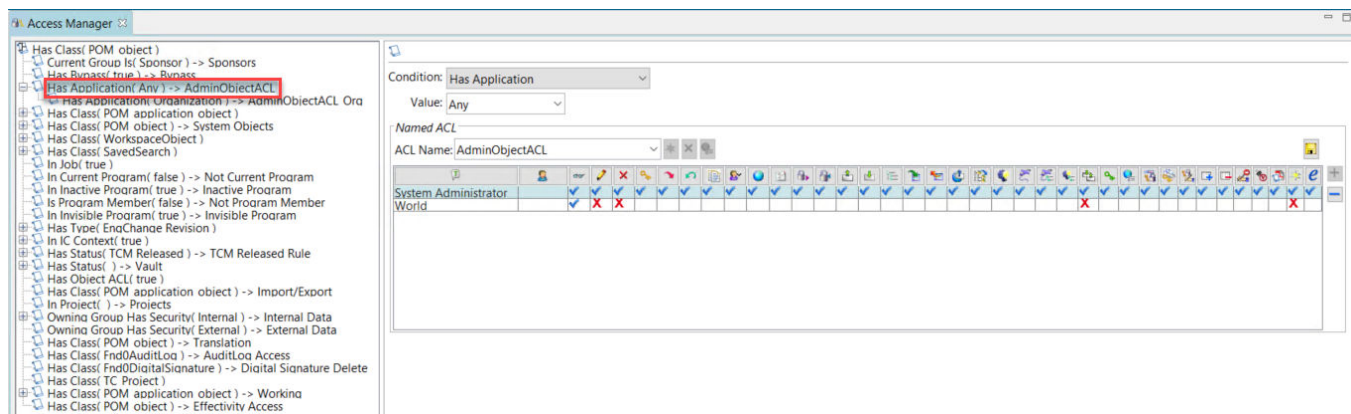 Access Manager
Has Class( POM object )
Current Group Is( Sponsor ) -> Sponsors
Has Bypass( true ) -> Bypass
Has Application( Any ) -> AdminObjectACL
Has Application( Organization ) -> AdminObjectACL Org
Has Class( POM application object )
Has Class( POM object ) -> System Objects
Has Class( WorkspaceObject )
Has Class( SavedSearch )
In Job( true )
In Current Program( false ) -> Not Current Program
In Inactive Program( true ) -> Inactive Program
Is Program Member( false ) -> Not Program Member
In Invisible Program( true ) -> Invisible Program
Has Type( EngChange Revision )
In IC Context( true )
Has Status( TCM Released ) -> TCM Released Rule
Has Status( ) -> Vault
Has Object ACL( true )
Has Class( POM application object ) -> Import/Export
In Project( ) -> Projects
Owning Group Has Security( Internal ) -> Internal Data
Owning Group Has Security( External ) -> External Data
Has Class( POM object ) -> Translation
Has Class( Fnd0AuditLog ) -> AuditLog Access
Has Class( Fnd0DigitalSignature ) -> Digital Signature Delete
Has Class( TC Project )
Has Class( POM application object ) -> Working
Has Class( POM object ) -> Effectivity Access
Condition: Has Application
Value: Any
Named ACL
ACL Name: AdminObjectACL
System Administrator
World